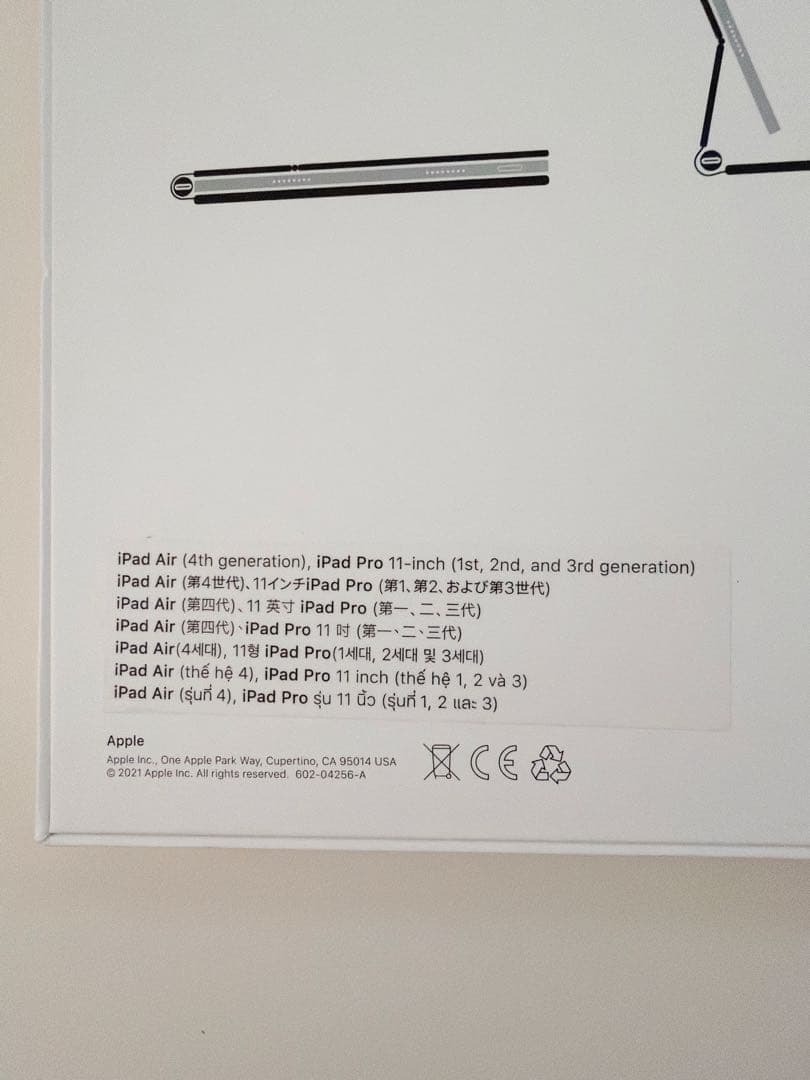 iPad Air (4th generation), iPad Pro 11-inch (1st, 2nd, and 3rd generation)
iPad Air (第4世代)、11インチiPad Pro (第1、第2、および第3世代)
iPad Air (第四代)、11 英寸 iPad Pro (第一、二、三代)
iPad Air (第四代)、iPad Pro 11 吋 (第一、二、三代)
iPad Air(4세대), 11형 iPad Pro(1세대, 2세대 및 3세대)
iPad Air (thế hệ 4), iPad Pro 11 inch (thế hệ 1, 2 và 3)
iPad Air (รุ่นที่ 4), iPad Pro รุ่น 11 นิ้ว (รุ่นที่ 1, 2 และ 3)
Apple
Apple Inc., One Apple Park Way, Cupertino, CA 95014 USA
© 2021 Apple Inc. All rights reserved. 602-04256-A
CE